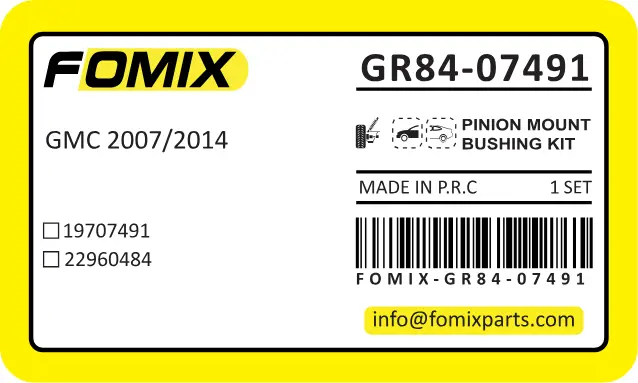 FOMIX
GR84-07491
GMC 2007/2014
PINION MOUNT
BUSHING KIT
MADE IN P.R.C 1 SET
19707491
22960484
FOMIX-GR84-07491
info@fomixparts.com